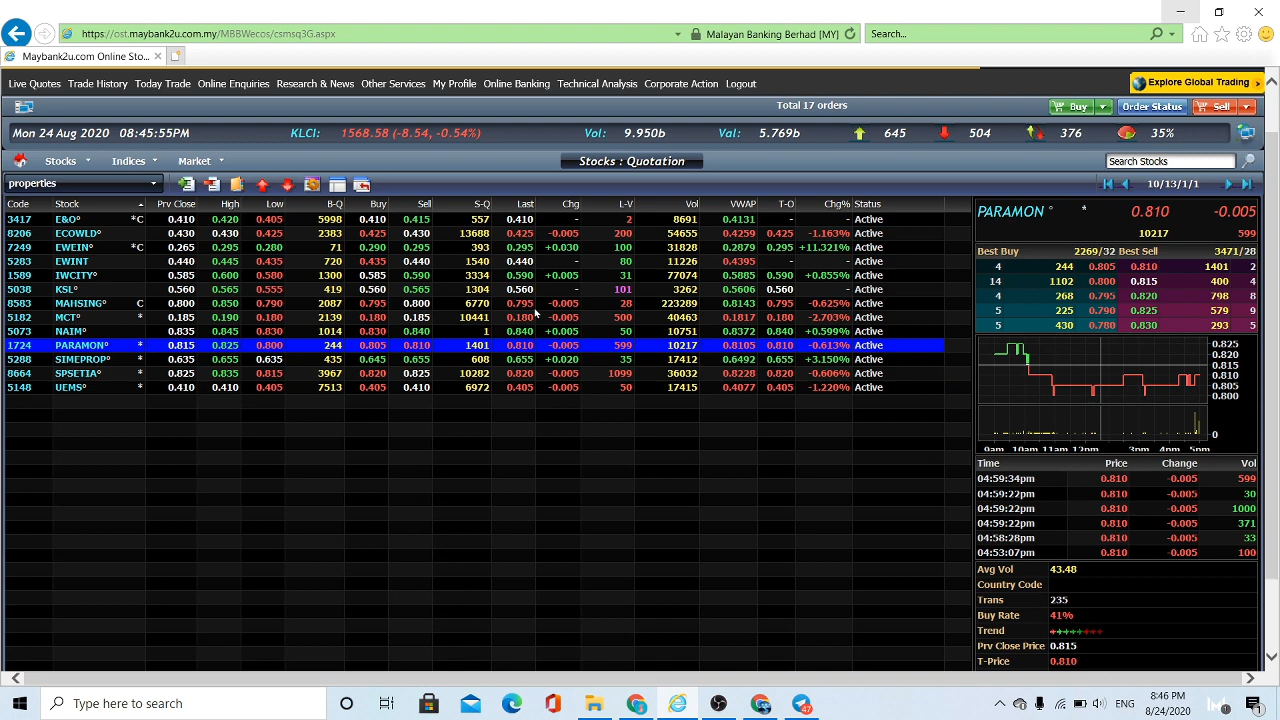 https://ost.maybank2u.com.my/MBBWecos/csmsq3G.aspx
Malayan Banking Berhad [MY]
Search...
Maybank2u.com Online Sto...
Live Quotes Trade History Today Trade Online Enquiries Research & News Other Services My Profile Online Banking Technical Analysis Corporate Action Logout
Explore Global Trading
Total 17 orders
Buy Order Status Sell
Mon 24 Aug 2020 08:45:55PM KLCI: 1568.58 (-8.54, -0.54%) Vol: 9.950b Val: 5.769b 645 504 376 35%
Stocks Indices Market Stocks : Quotation Search Stocks
properties 10/13/1/1
Code Stock Prv Close High Low B-Q Buy Sell S-Q Last Chg L-V Vol VWAP T-O Chg% Status
3417 E&O° *C 0.410 0.420 0.405 5998 0.410 0.415 557 0.410 - 2 8691 0.4131 - - Active
8206 ECOWLD° * 0.430 0.430 0.425 2383 0.425 0.430 13688 0.425 -0.005 200 54655 0.4259 0.425 -1.163% Active
7249 EWEIN° *C 0.265 0.295 0.280 71 0.290 0.295 393 0.295 +0.030 100 31828 0.2879 0.295 +11.321% Active
5283 EWINT 0.440 0.445 0.435 720 0.435 0.440 1540 0.440 - 80 11226 0.4395 - - Active
1589 IWCITY° * 0.585 0.600 0.580 1300 0.585 0.590 3334 0.590 +0.005 31 77074 0.5885 0.590 +0.855% Active
5038 KSL° * 0.560 0.565 0.555 419 0.560 0.565 1304 0.560 - 101 3262 0.5606 0.560 - Active
8583 MAHSING° C 0.800 0.850 0.790 2087 0.795 0.800 6770 0.795 -0.005 28 223289 0.8143 0.795 -0.625% Active
5182 MCT° * 0.185 0.190 0.180 2130 0.180 0.185 10441 0.180 -0.005 500 40463 0.1817 0.180 -2.703% Active
5073 NAIM° * 0.835 0.845 0.830 1014 0.830 0.840 1 0.840 +0.005 50 10751 0.8372 0.840 +0.599% Active
1724 PARAMON° * 0.815 0.825 0.800 244 0.805 0.810 1401 0.810 -0.005 599 10217 0.8105 0.810 -0.613% Active
5288 SIMEPROP° * 0.635 0.655 0.635 435 0.645 0.655 608 0.655 +0.020 35 17412 0.6492 0.655 +3.150% Active
8664 SPSETIA° * 0.825 0.835 0.815 3967 0.820 0.825 10282 0.820 -0.005 1099 36032 0.8228 0.820 -0.606% Active
5148 UEMS° * 0.410 0.410 0.405 7513 0.405 0.410 6972 0.405 -0.005 50 17415 0.4077 0.405 -1.220% Active
PARAMON ° * 0.810 -0.005
10217 599
Best Buy 2269/32 Best Sell 3471/28
4 244 0.805 0.810 1401 2
14 1102 0.800 0.815 400 4
4 268 0.795 0.820 798 8
5 225 0.790 0.825 579 9
5 430 0.780 0.830 293 5
0.825
0.820
0.815
0.810
0.805
0.800
0
9am 10am 11am 12pm 3pm 4pm 5pm
Time Price Change Vol
04:59:34pm 0.810 -0.005 599
04:59:22pm 0.810 -0.005 30
04:59:22pm 0.810 -0.005 1000
04:59:22pm 0.810 -0.005 371
04:58:28pm 0.810 -0.005 33
04:53:07pm 0.810 -0.005 100
Avg Vol 43.48
Country Code
Trans 235
Buy Rate 41%
Trend
Prv Close Price 0.815
T-Price 0.810
Type here to search
47
ENG
8:46 PM
8/24/2020
1